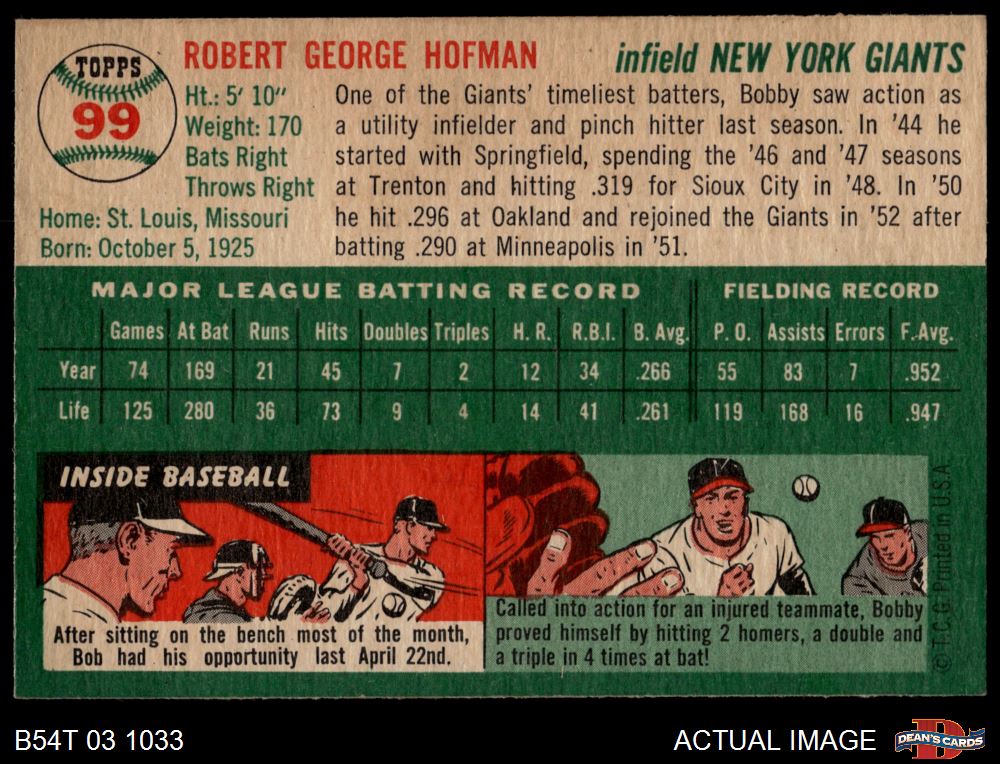 TOPPS
99
ROBERT GEORGE HOFMAN
infield NEW YORK GIANTS
Ht.: 5' 10"
Weight: 170
Bats Right
Throws Right
Home: St. Louis, Missouri
Born: October 5, 1925
One of the Giants' timeliest batters, Bobby saw action as
a utility infielder and pinch hitter last season. In '44 he
started with Springfield, spending the '46 and '47 seasons
at Trenton and hitting .319 for Sioux City in '48. In '50
he hit .296 at Oakland and rejoined the Giants in '52 after
batting .290 at Minneapolis in '51.
MAJOR LEAGUE BATTING RECORD FIELDING RECORD
Games At Bat Runs Hits Doubles Triples H. R. R.B.I. B. Avg. P. O. Assists Errors F. Avg.
Year 74 169 21 45 7 2 12 34 .266 55 83 7 .952
Life 125 280 36 73 9 4 14 41 .261 119 168 16 .947
INSIDE BASEBALL
After sitting on the bench most of the month,
Bob had his opportunity last April 22nd.
Called into action for an injured teammate, Bobby
proved himself by hitting 2 homers, a double and
a triple in 4 times at bat!
© T.C.G. Printed in U.S.A.
B54T 03 1033
ACTUAL IMAGE
DEAN'S CARDS